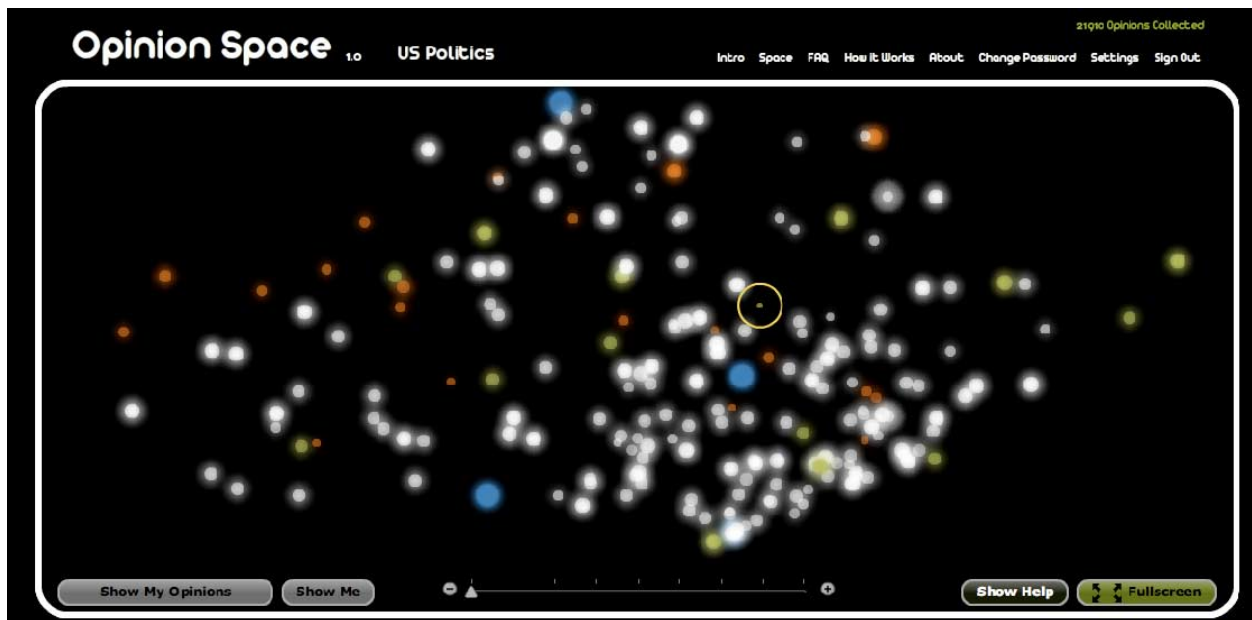 21910 Opinions Collected
Opinion Space 1.0 US Politics
Intro Space FAQ How it Works About Change Password Settings Sign Out
Show My Opinions Show Me Show Help Fullscreen